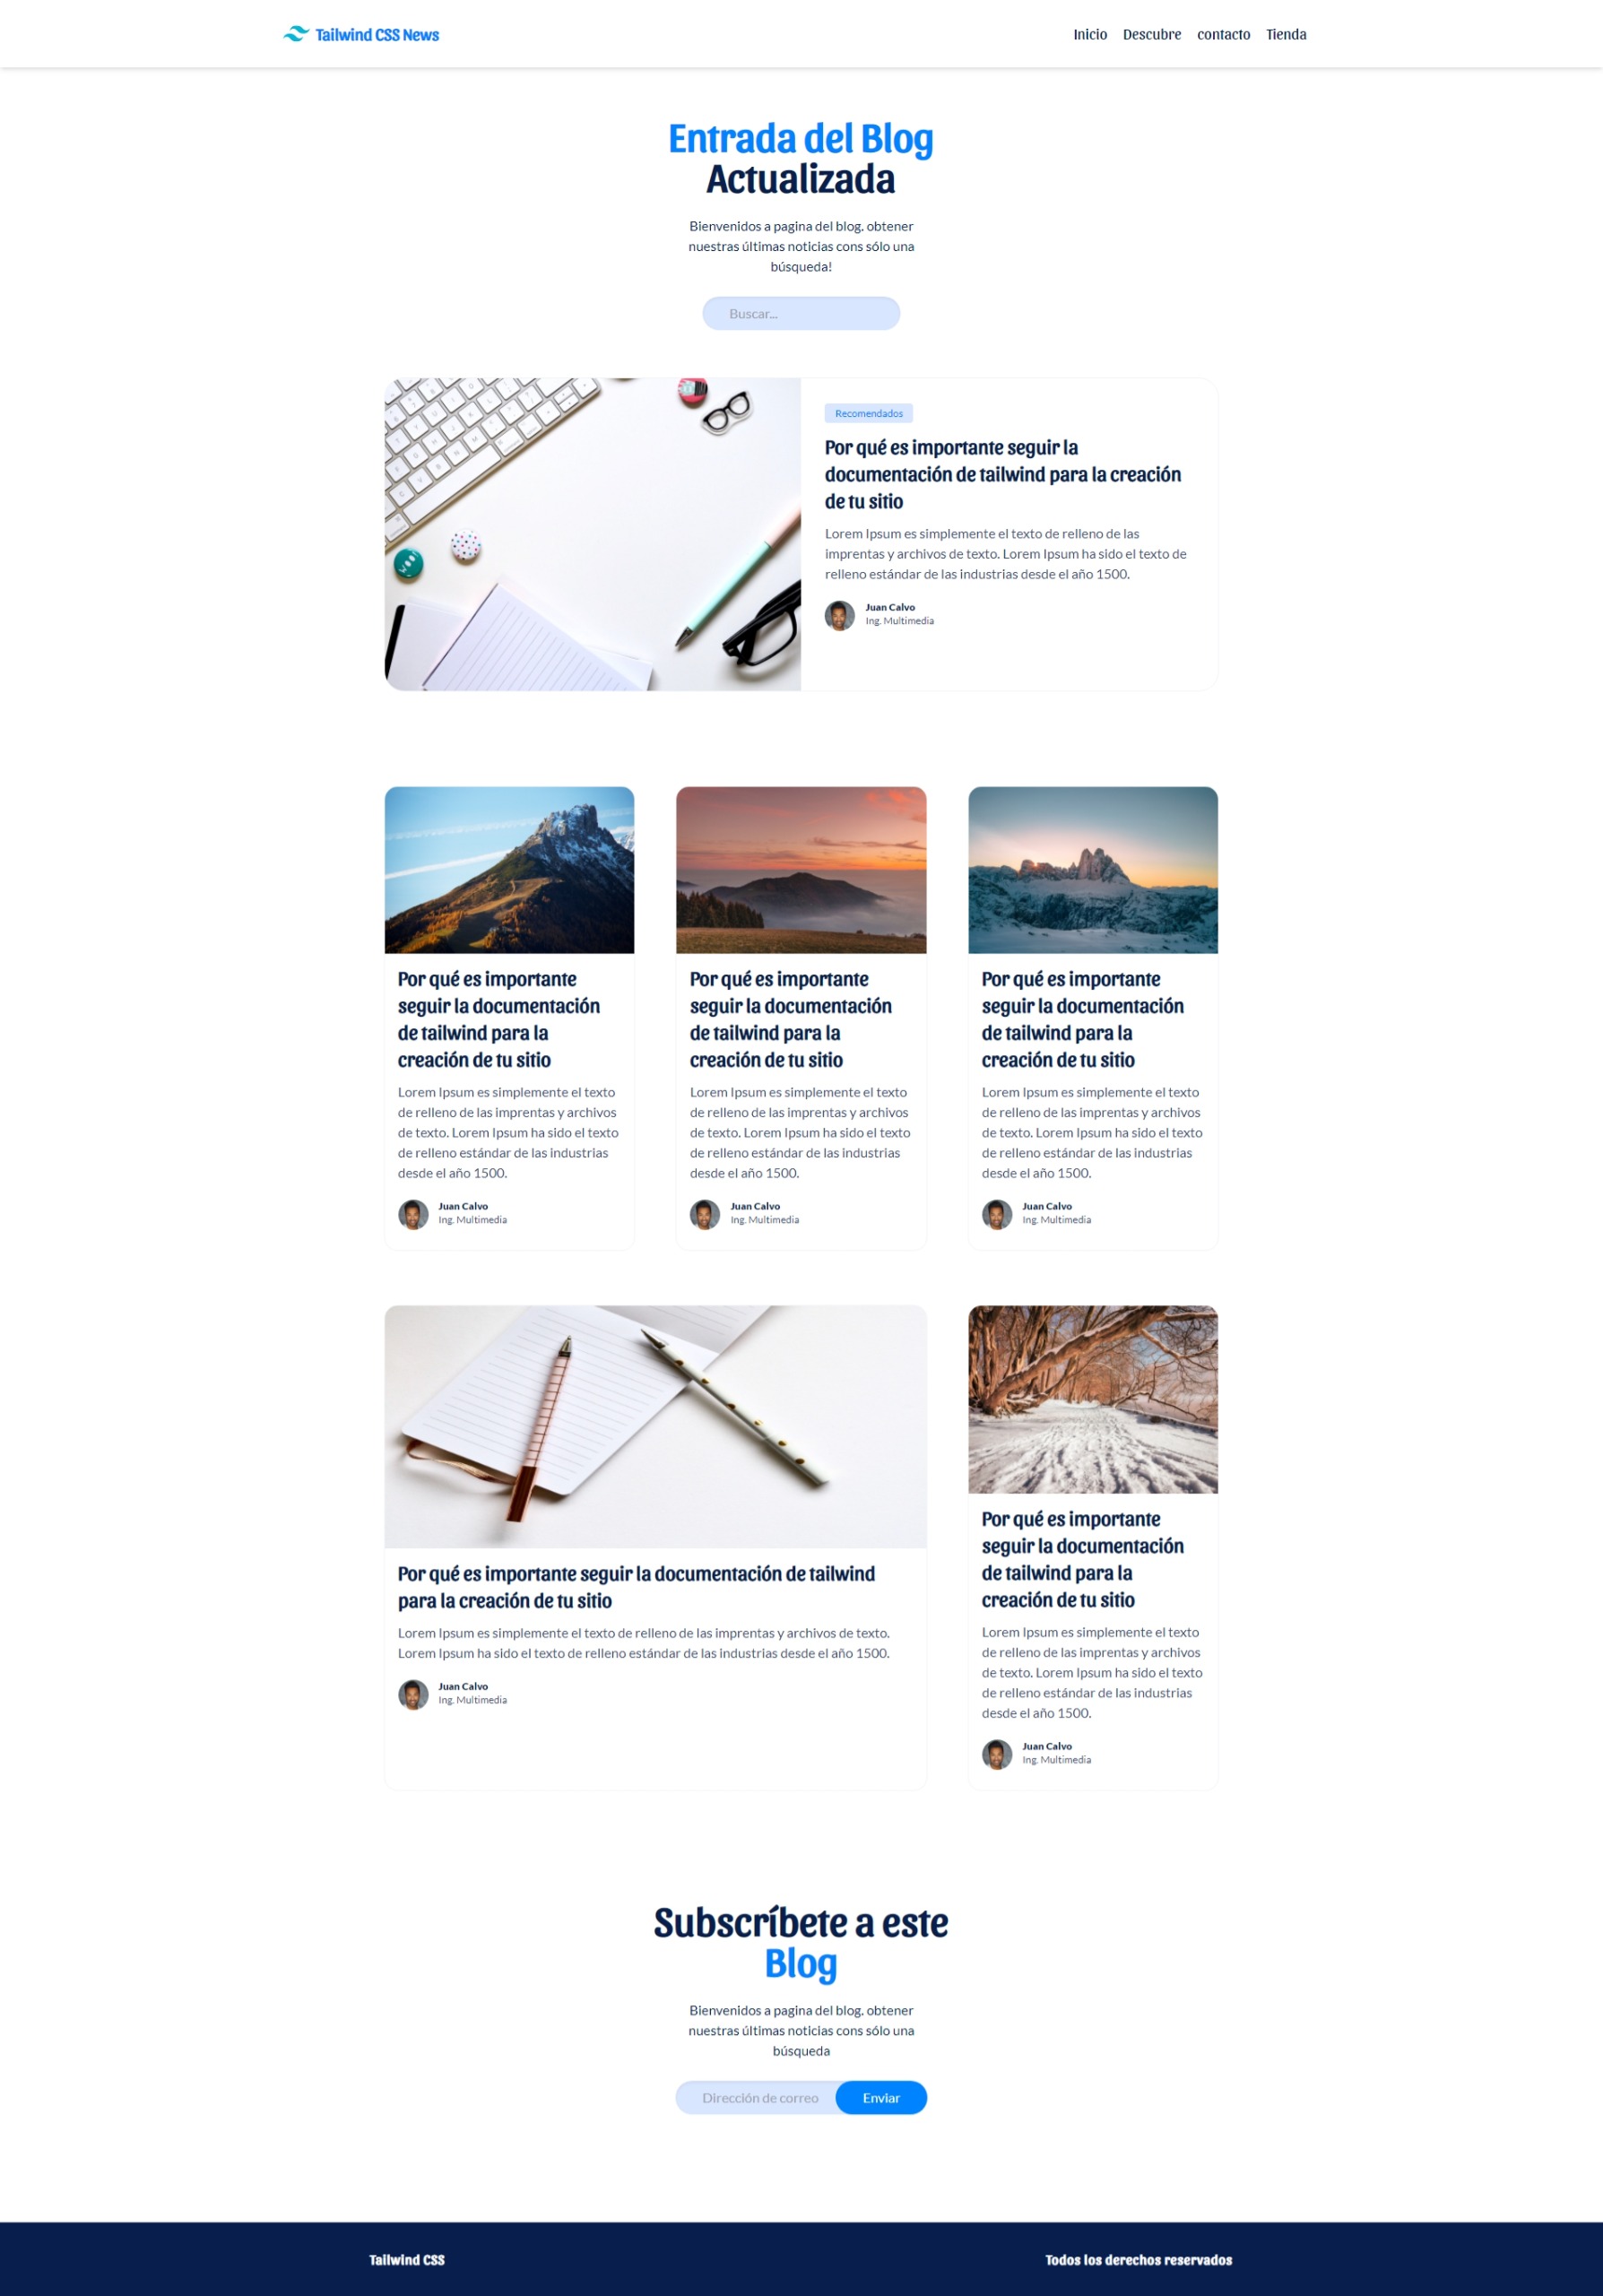 Tailwind CSS News
Inicio Descubre contacto Tienda
Entrada del Blog
Actualizada
Bienvenidos a pagina del blog. obtener
nuestras últimas noticias cons sólo una
búsqueda!
Buscar...
Recomendados
Por qué es importante seguir la
documentación de tailwind para la creación
de tu sitio
Lorem Ipsum es simplemente el texto de relleno de las
imprentas y archivos de texto. Lorem Ipsum ha sido el texto de
relleno estándar de las industrias desde el año 1500.
Juan Calvo
Ing. Multimedia
Por qué es importante
seguir la documentación
de tailwind para la
creación de tu sitio
Lorem Ipsum es simplemente el texto
de relleno de las imprentas y archivos
de texto. Lorem Ipsum ha sido el texto
de relleno estándar de las industrias
desde el año 1500.
Juan Calvo
Ing. Multimedia
Por qué es importante
seguir la documentación
de tailwind para la
creación de tu sitio
Lorem Ipsum es simplemente el texto
de relleno de las imprentas y archivos
de texto. Lorem Ipsum ha sido el texto
de relleno estándar de las industrias
desde el año 1500.
Juan Calvo
Ing. Multimedia
Por qué es importante
seguir la documentación
de tailwind para la
creación de tu sitio
Lorem Ipsum es simplemente el texto
de relleno de las imprentas y archivos
de texto. Lorem Ipsum ha sido el texto
de relleno estándar de las industrias
desde el año 1500.
Juan Calvo
Ing. Multimedia
Por qué es importante seguir la documentación de tailwind
para la creación de tu sitio
Lorem Ipsum es simplemente el texto de relleno de las imprentas y archivos de texto.
Lorem Ipsum ha sido el texto de relleno estándar de las industrias desde el año 1500.
Juan Calvo
Ing. Multimedia
Por qué es importante
seguir la documentación
de tailwind para la
creación de tu sitio
Lorem Ipsum es simplemente el texto
de relleno de las imprentas y archivos
de texto. Lorem Ipsum ha sido el texto
de relleno estándar de las industrias
desde el año 1500.
Juan Calvo
Ing. Multimedia
Subscríbete a este
Blog
Bienvenidos a pagina del blog. obtener
nuestras últimas noticias cons sólo una
búsqueda
Dirección de correo Enviar
Tailwind CSS
Todos los derechos reservados